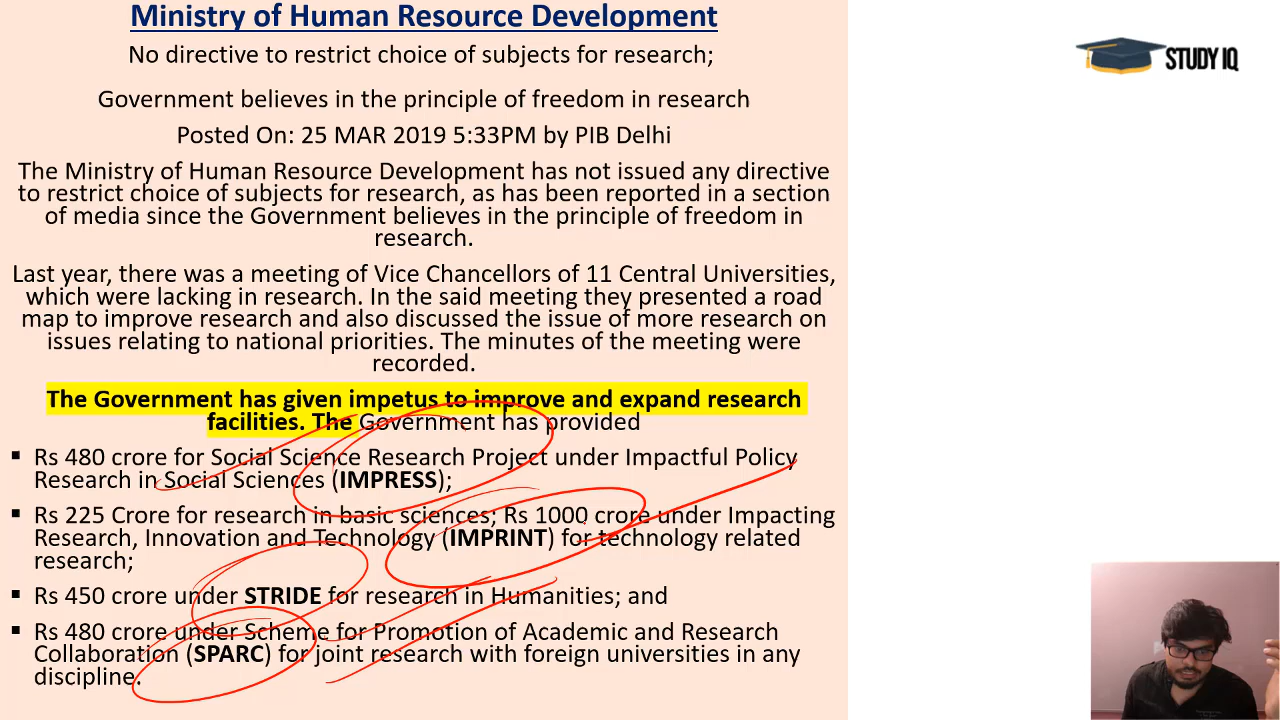 Ministry of Human Resource Development
No directive to restrict choice of subjects for research;
Government believes in the principle of freedom in research
Posted On: 25 MAR 2019 5:33PM by PIB Delhi
The Ministry of Human Resource Development has not issued any directive
to restrict choice of subjects for research, as has been reported in a section
of media since the Government believes in the principle of freedom in
research.
Last year, there was a meeting of Vice Chancellors of 11 Central Universities,
which were lacking in research. In the said meeting they presented a road
map to improve research and also discussed the issue of more research on
issues relating to national priorities. The minutes of the meeting were
recorded.
The Government has given impetus to improve and expand research
facilities. The Government has provided
▪ Rs 480 crore for Social Science Research Project under Impactful Policy
Research in Social Sciences (IMPRESS);
▪ Rs 225 Crore for research in basic sciences; Rs 1000 crore under Impacting
Research, Innovation and Technology (IMPRINT) for technology related
research;
▪ Rs 450 crore under STRIDE for research in Humanities; and
▪ Rs 480 crore under Scheme for Promotion of Academic and Research
Collaboration (SPARC) for joint research with foreign universities in any
discipline.
STUDY IQ